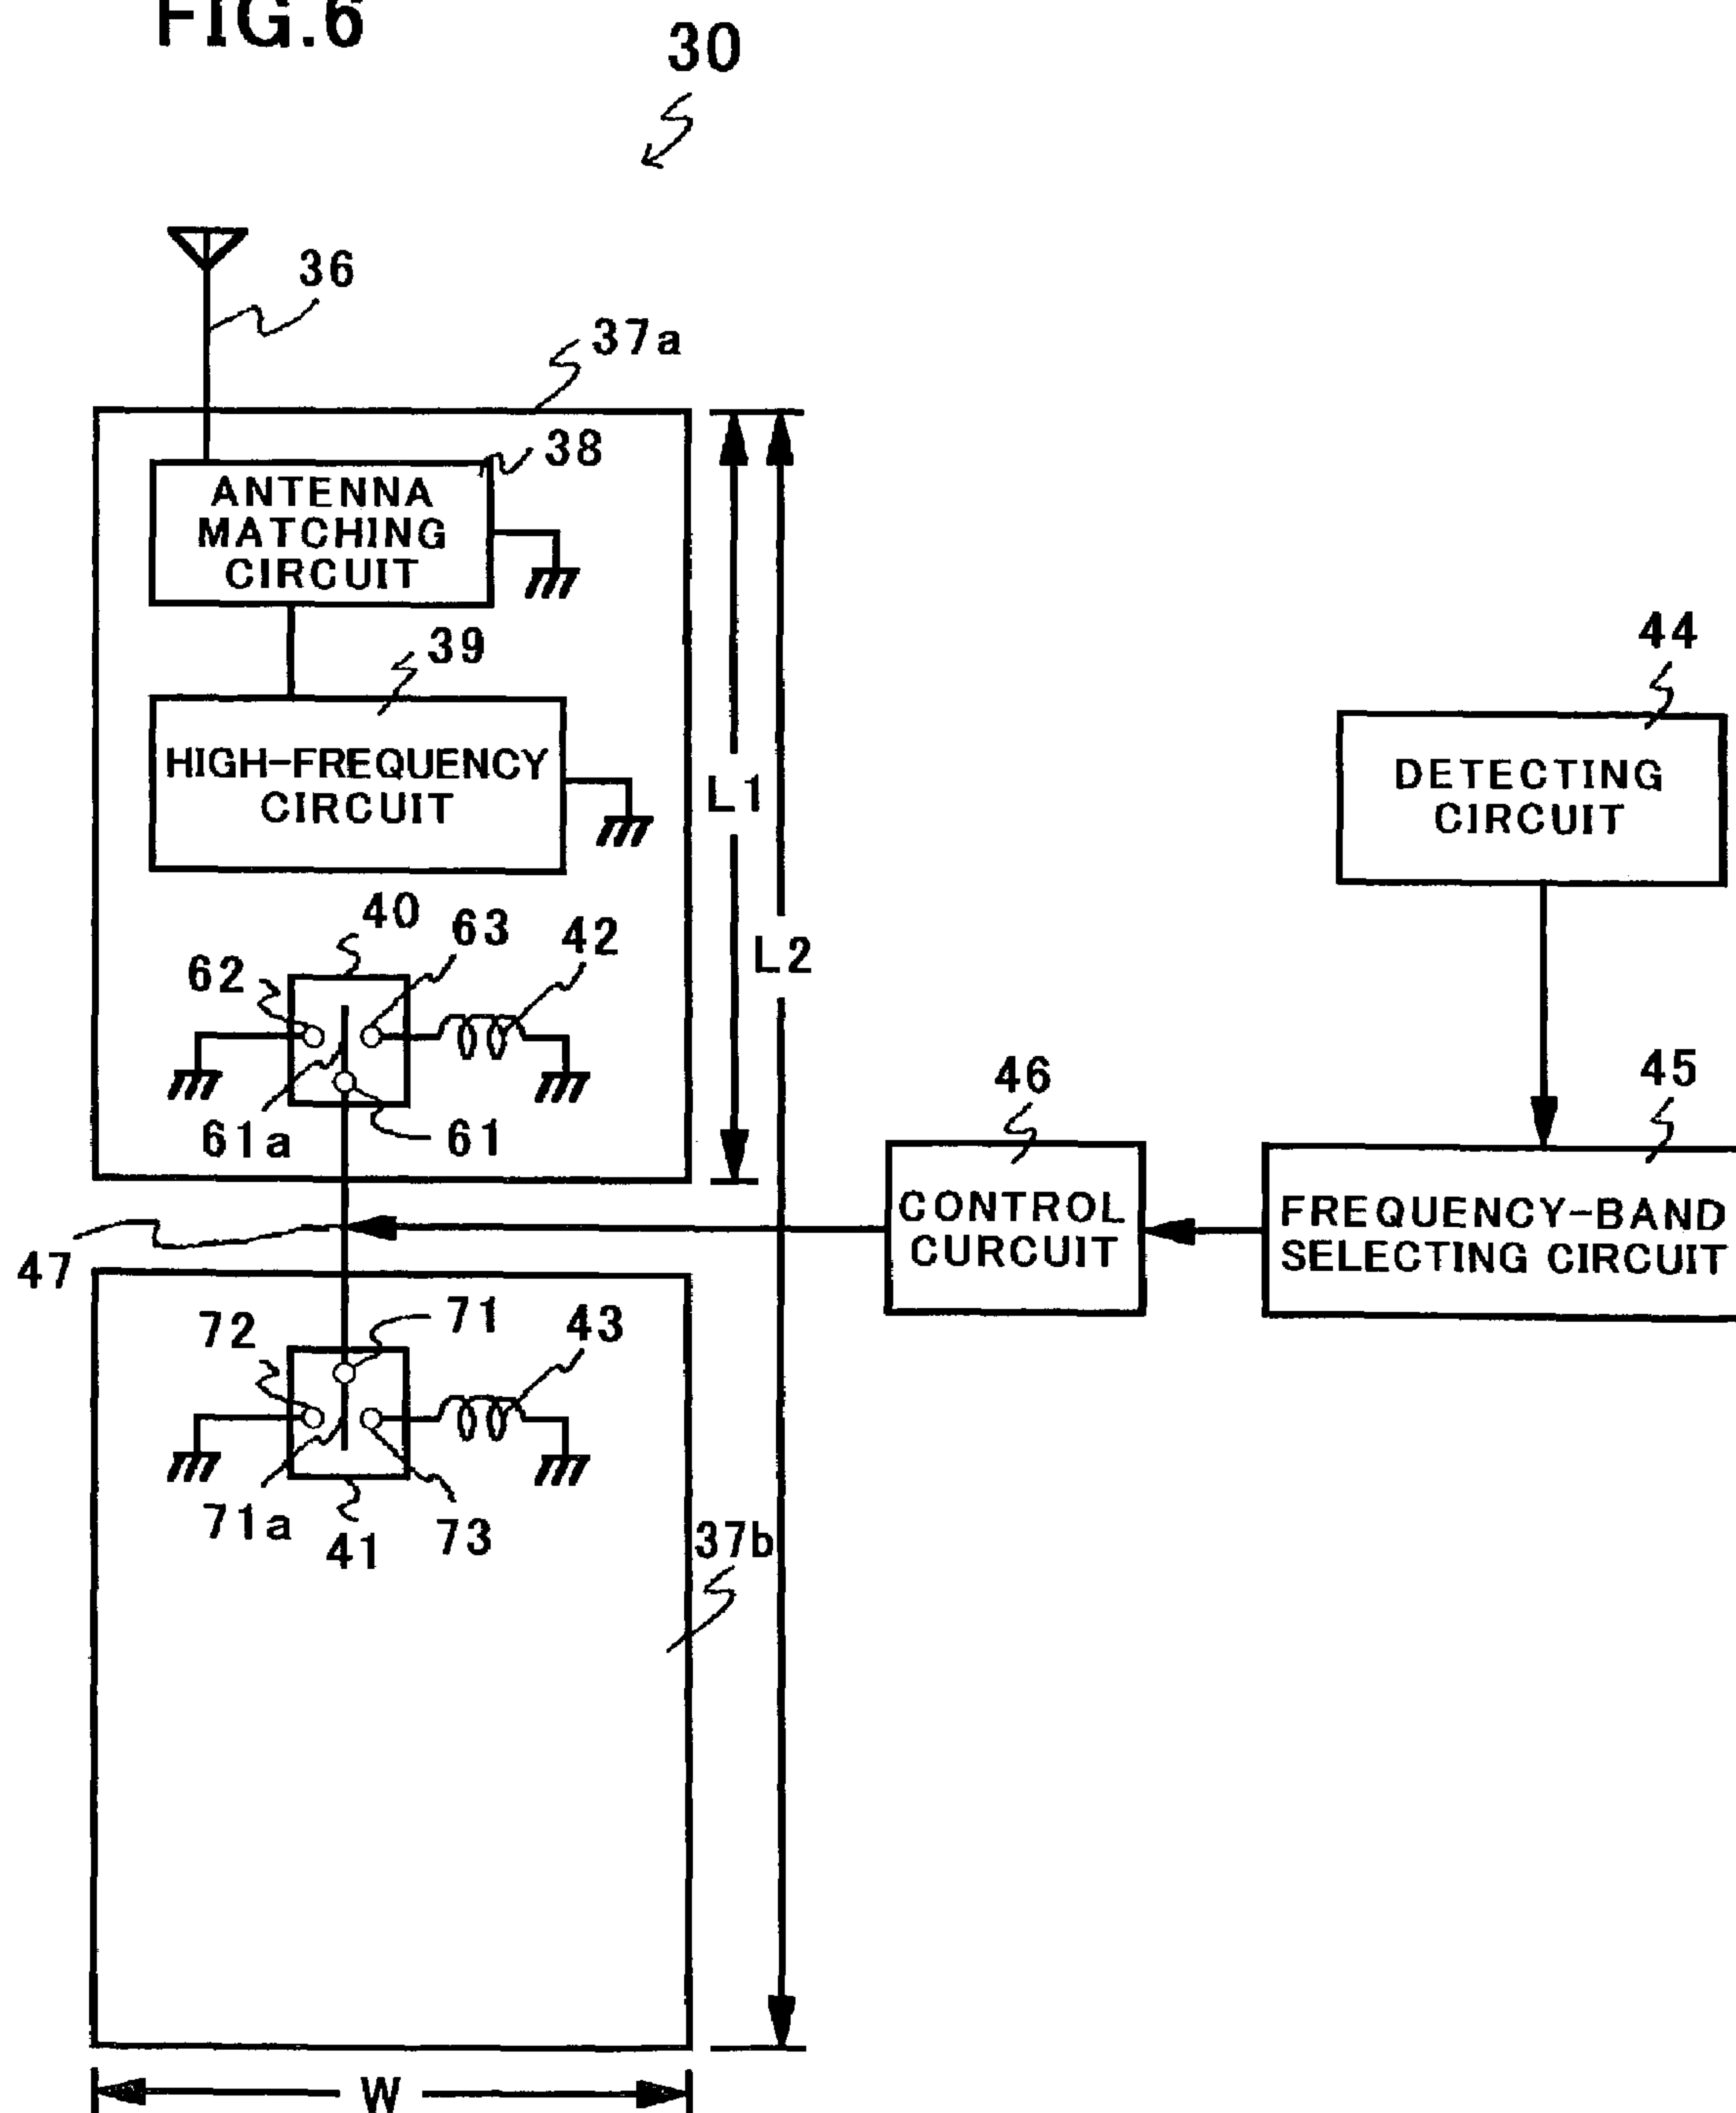 FIG.6
30
36
37a
38
ANTENNA
MATCHING
CIRCUIT
39
HIGH-FREQUENCY
CIRCUIT
L1
L2
44
DETECTING
CIRCUIT
40
63
42
62
61a
61
46
45
CONTROL
CURCUIT
FREQUENCY-BAND
SELECTING CIRCUIT
47
71
43
72
71a
41
73
37b
W